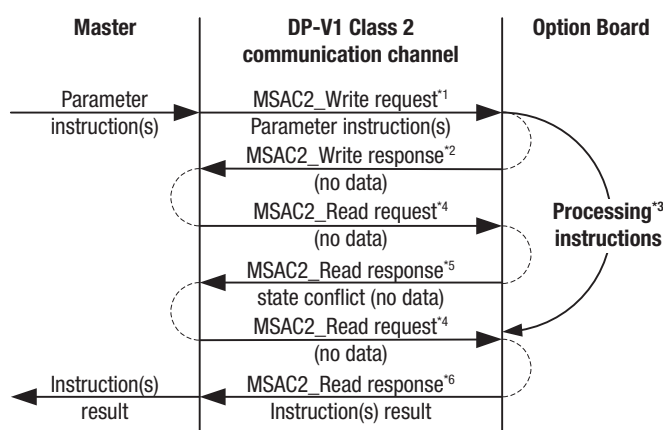 Master
DP-V1 Class 2
communication channel
Option Board
Parameter
instruction(s)
MSAC2_Write request*1
Parameter instruction(s)
MSAC2_Write response*2
(no data)
MSAC2_Read request*4
(no data)
Processing*3
instructions
MSAC2_Read response*5
state conflict (no data)
MSAC2_Read request*4
(no data)
Instruction(s)
result
MSAC2_Read response*6
Instruction(s) result